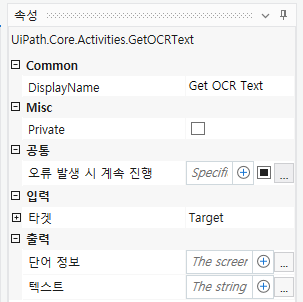 속성
UiPath.Core.Activities.GetOCRText
Common
DisplayName Get OCR Text
Misc
Private
공통
오류 발생 시 계속 진행 Specifi ...
입력
타겟 Target
출력
단어 정보 The screen ...
텍스트 The string ...